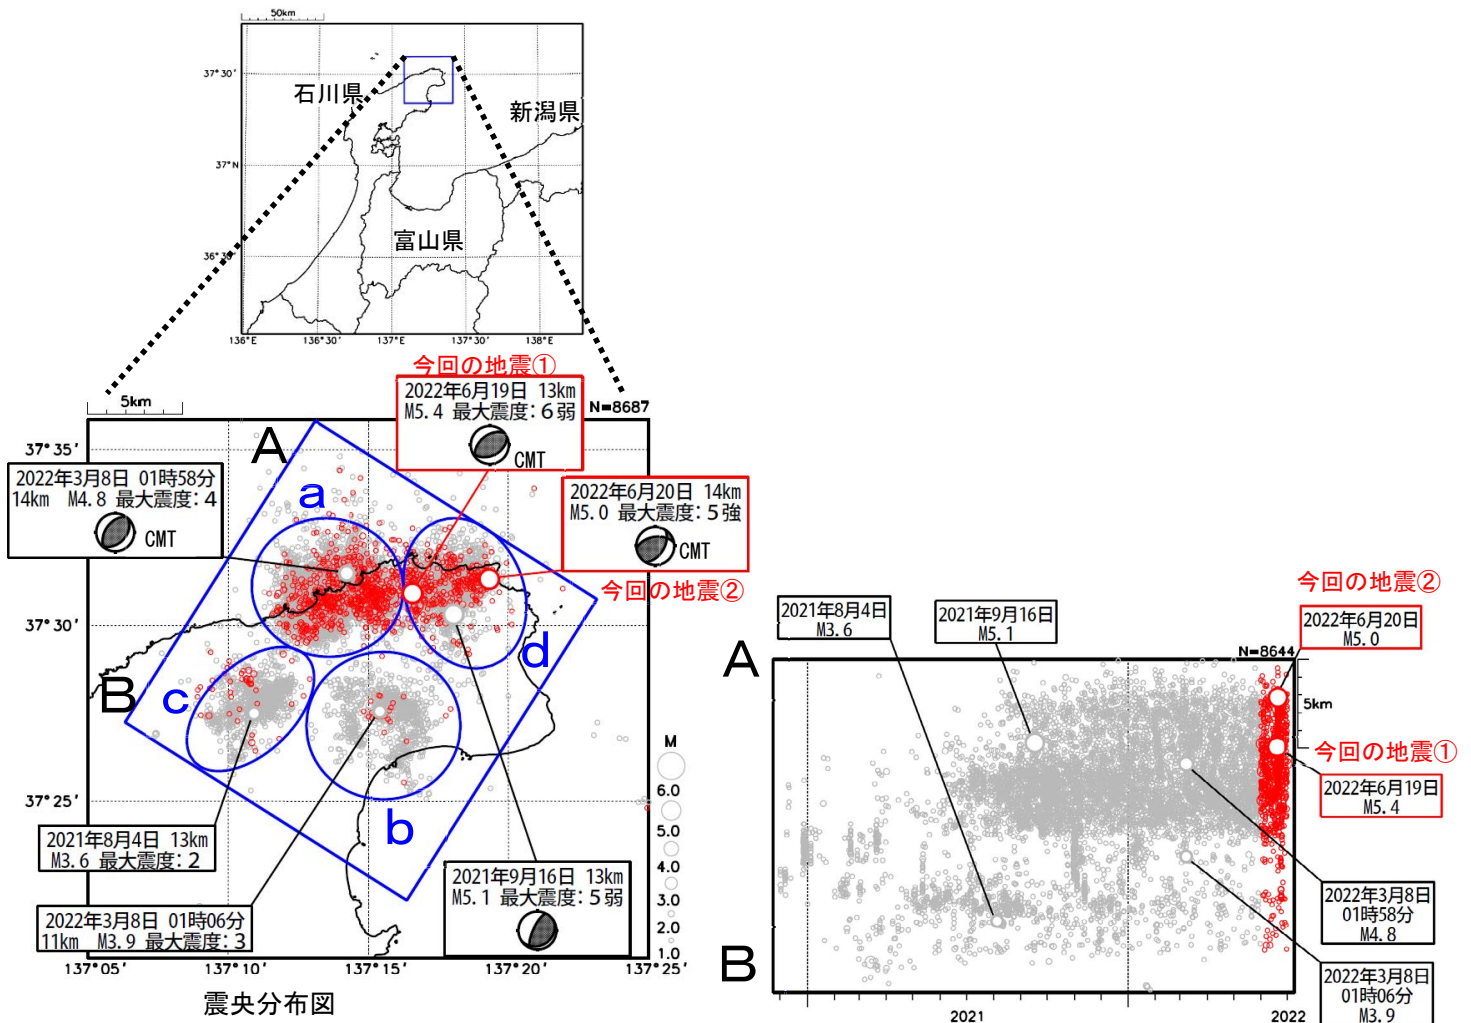 50km
37°30′
石川県
新潟県
37°N
富山県
36°30′
136°E
136°30′
137°E
137°30′
138°E
今回の地震①
5km
2022年6月19日 13km
M5.4 最大震度:6弱
CMT
N=8687
37°35′
A
2022年3月8日 01時58分
14km M4.8 最大震度:4
CMT
a
2022年6月20日 14km
M5.0 最大震度:5強
CMT
今回の地震②
37°30′
d
B
c
37°25′
b
2021年8月4日 13km
M3.6 最大震度:2
2022年3月8日 01時06分
11km M3.9 最大震度:3
2021年9月16日 13km
M5.1 最大震度:5弱
M
6.0
5.0
4.0
3.0
2.0
1.0
137°05′
137°10′
137°15′
137°20′
137°25′
震央分布図
今回の地震②
2021年8月4日
M3.6
2021年9月16日
M5.1
2022年6月20日
M5.0
A
N=8644
5km
今回の地震①
2022年6月19日
M5.4
2022年3月8日
01時58分
M4.8
B
2022年3月8日
01時06分
M3.9
2021
2022